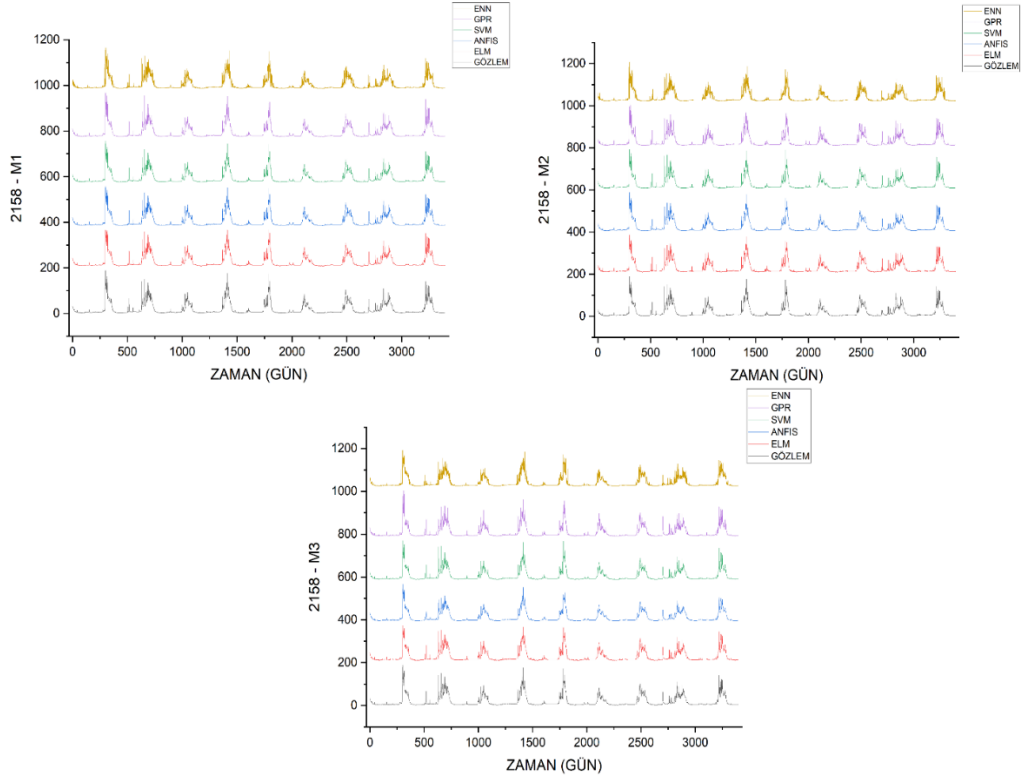 ENN
GPR
SVM
ANFIS
ELM
GÖZLEM
1200
1000
800
600
400
200
0
2158 - M1
0 500 1000 1500 2000 2500 3000
ZAMAN (GÜN)
ENN
GPR
SVM
ANFIS
ELM
GÖZLEM
1200
1000
800
600
400
200
0
2158 - M2
0 500 1000 1500 2000 2500 3000
ZAMAN (GÜN)
ENN
GPR
SVM
ANFIS
ELM
GÖZLEM
1200
1000
800
600
400
200
0
2158 - M3
0 500 1000 1500 2000 2500 3000
ZAMAN (GÜN)